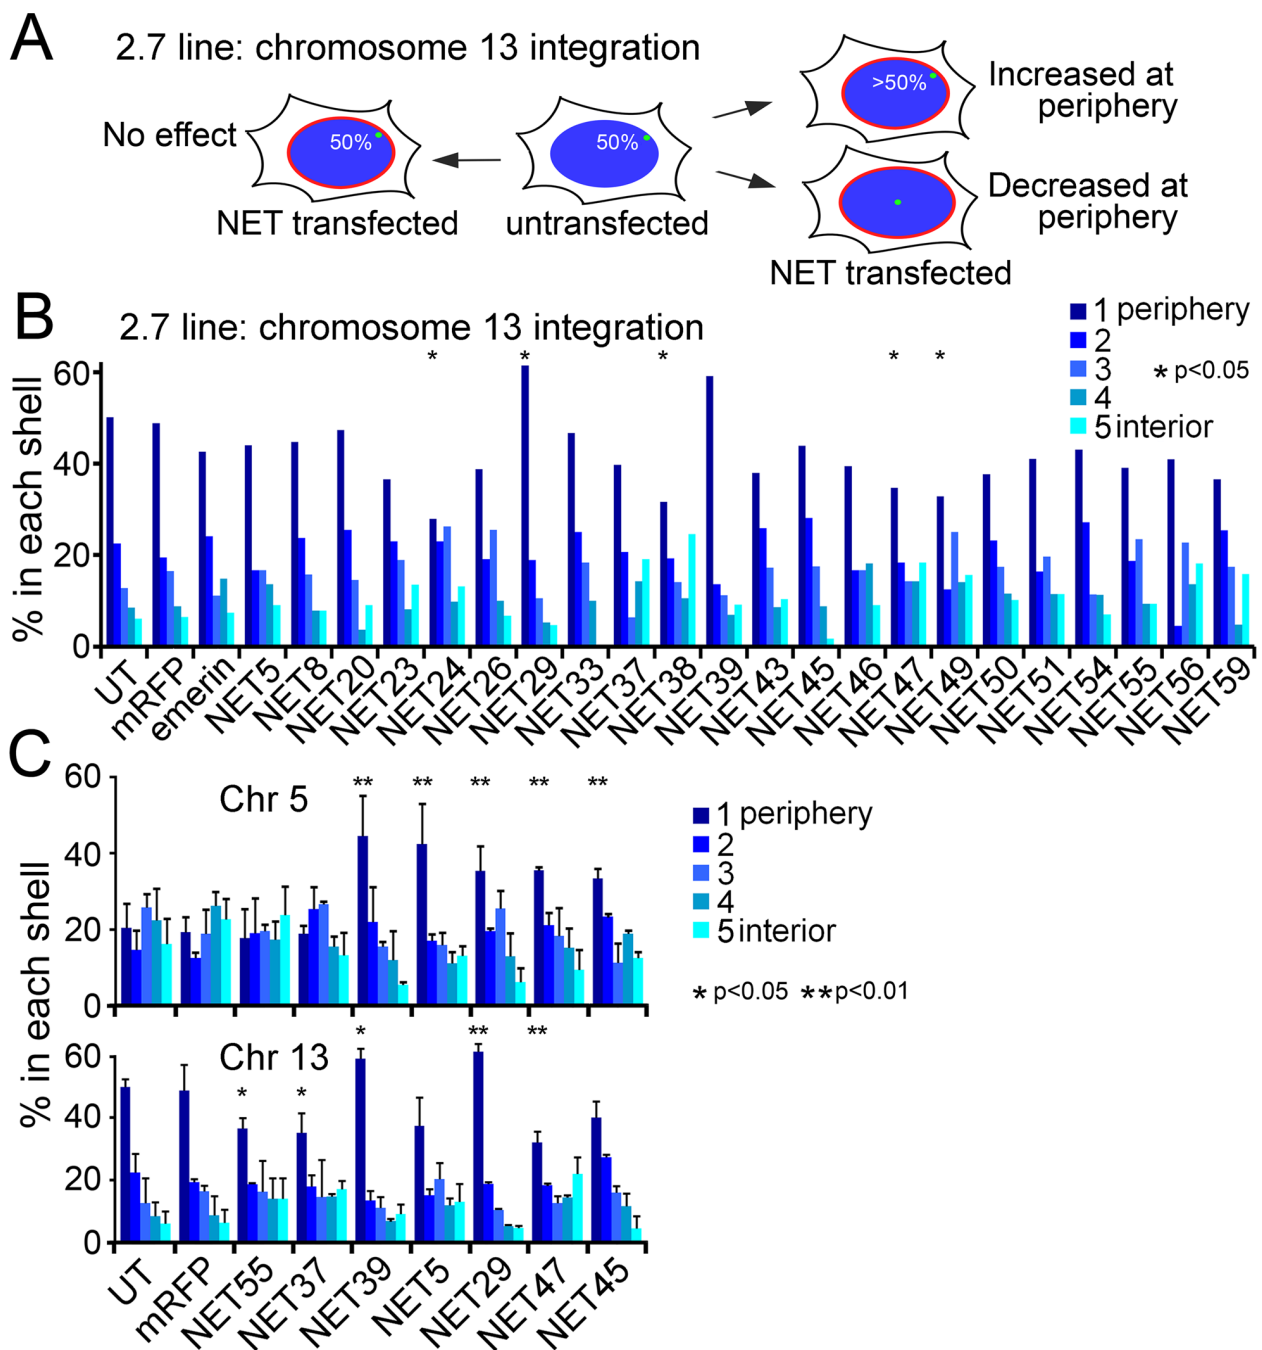 A
2.7 line: chromosome 13 integration
No effect
50%
NET transfected
50%
untransfected
>50%
Increased at
periphery
Decreased at
periphery
NET transfected
B
2.7 line: chromosome 13 integration
1 periphery
2
3
4
5 interior
* p<0.05
* * * * *
% in each shell
60
40
20
0
UT
mRFP
emerin
NET5
NET8
NET20
NET23
NET24
NET26
NET29
NET33
NET37
NET38
NET39
NET43
NET45
NET46
NET47
NET49
NET50
NET51
NET54
NET55
NET56
NET59
C
Chr 5
** ** ** ** **
60
40
20
0
% in each shell
1 periphery
2
3
4
5 interior
* p<0.05 **p<0.01
Chr 13
* * * ** **
60
40
20
0
UT
mRFP
NET55
NET37
NET39
NET5
NET29
NET47
NET45